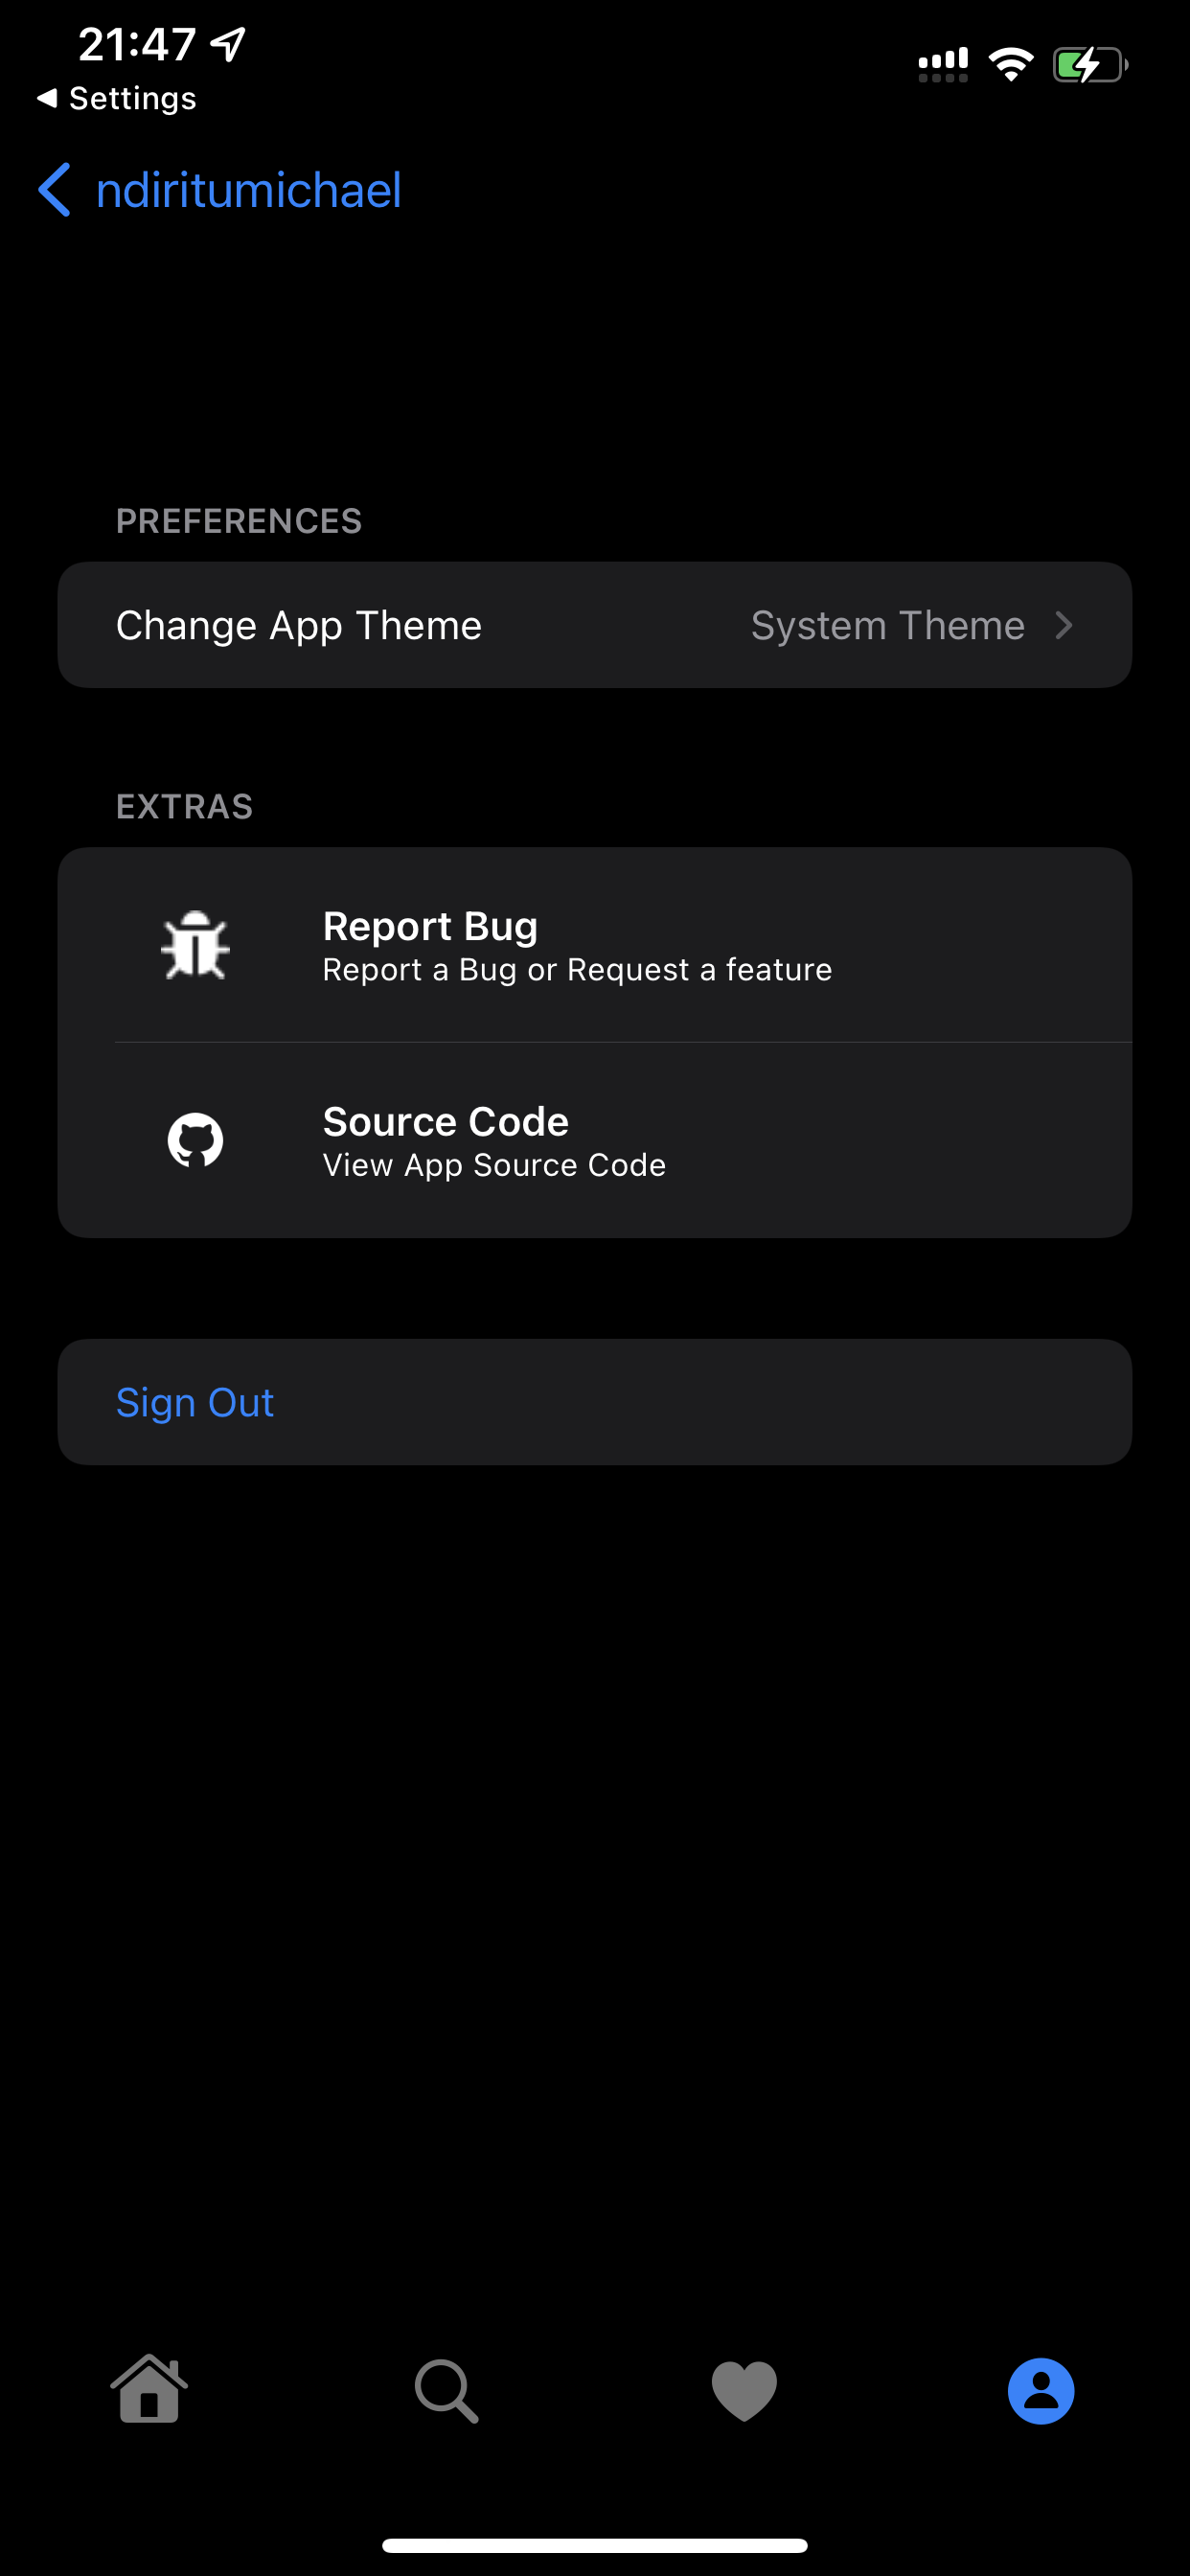 21:47
Settings
ndiritumichael
PREFERENCES
Change App Theme System Theme
EXTRAS
Report Bug
Report a Bug or Request a feature
Source Code
View App Source Code
Sign Out